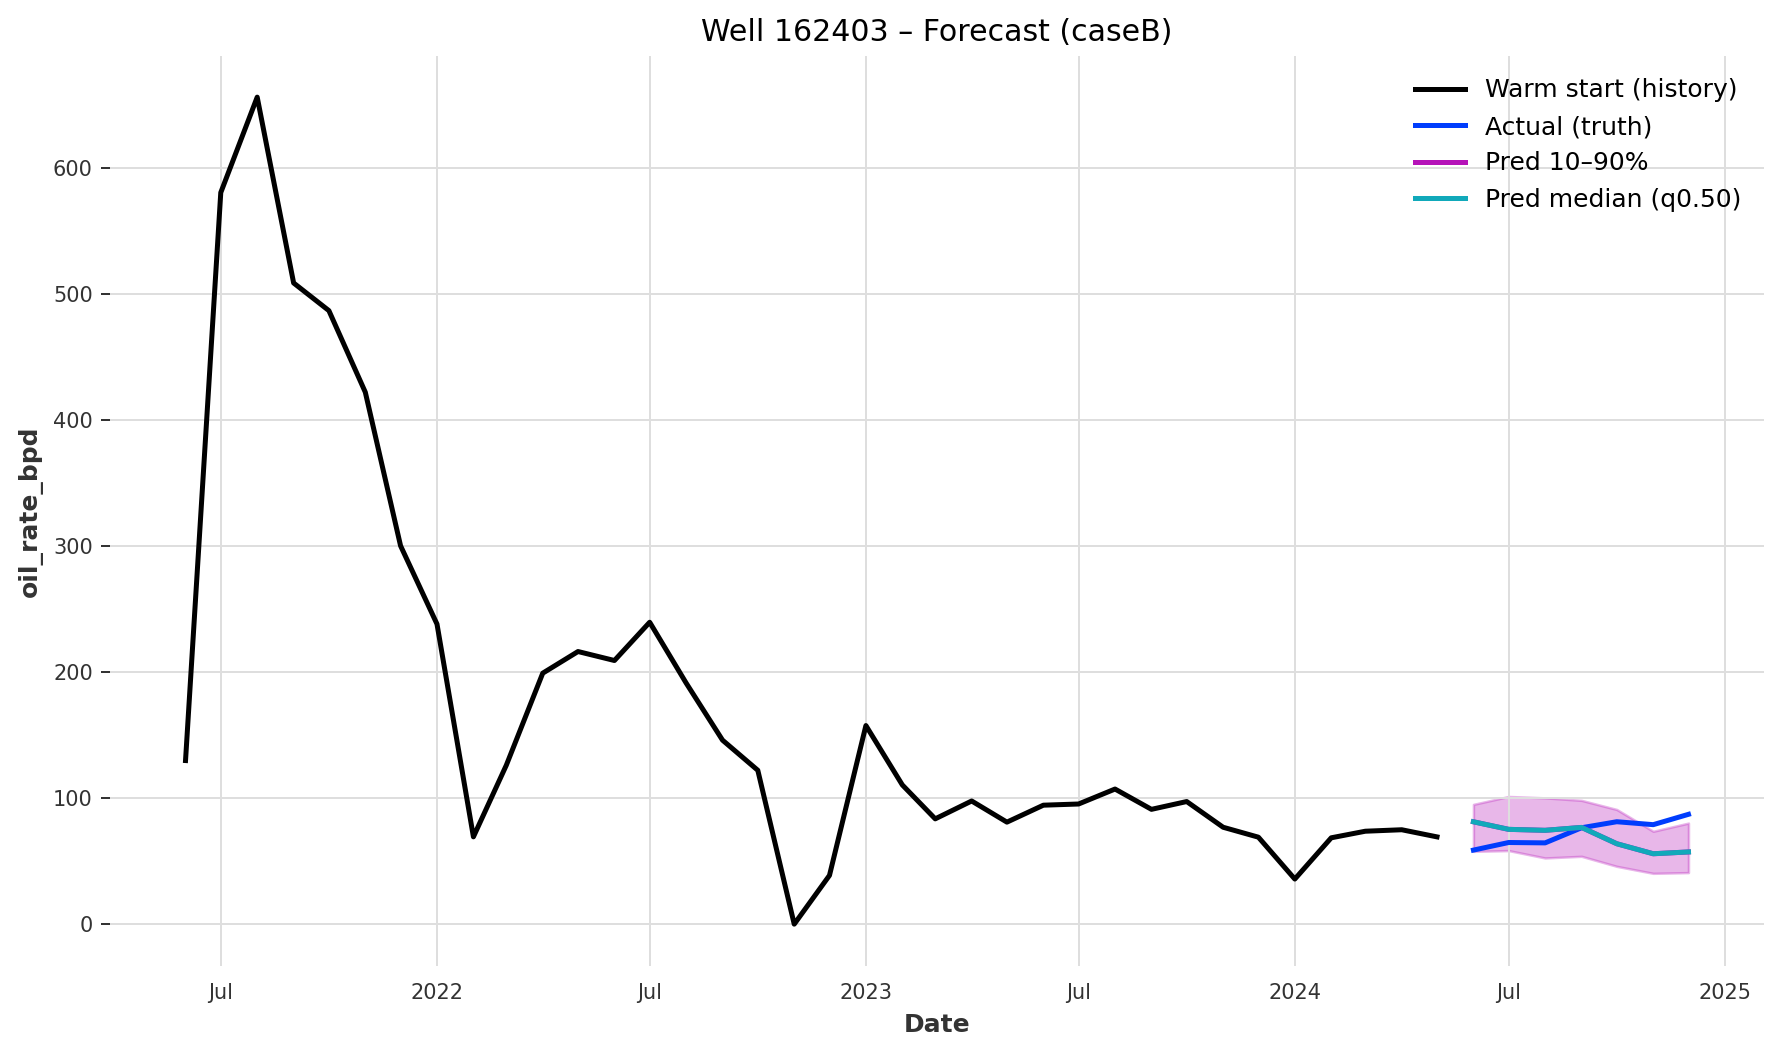 Well 162403 – Forecast (caseB)
Warm start (history)
Actual (truth)
Pred 10–90%
Pred median (q0.50)
oil_rate_bpd
600
500
400
300
200
100
0
Jul
2022
Jul
2023
Jul
2024
Jul
2025
Date